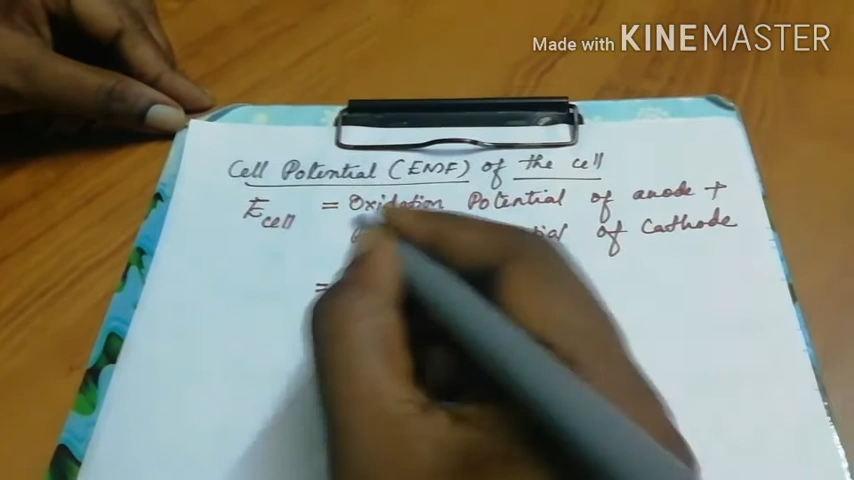 Made with KINEMASTER
Cell Potential (EMF) of the cell
Ecell = Oxidation Potential of anode +
of Cathode
=